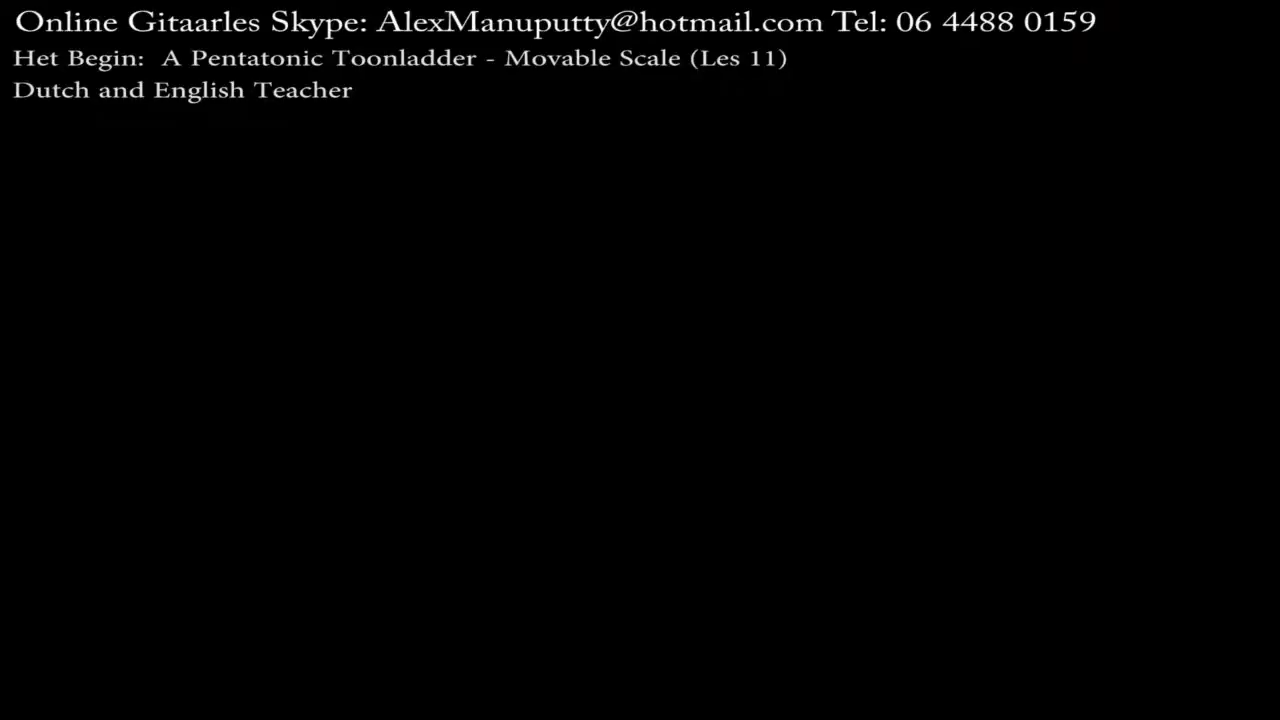 Online Gitaarles Skype: AlexManuputty@hotmail.com Tel: 06 4488 0159
Het Begin:  A Pentatonic Toonladder - Movable Scale (Les 11)
Dutch and English Teacher